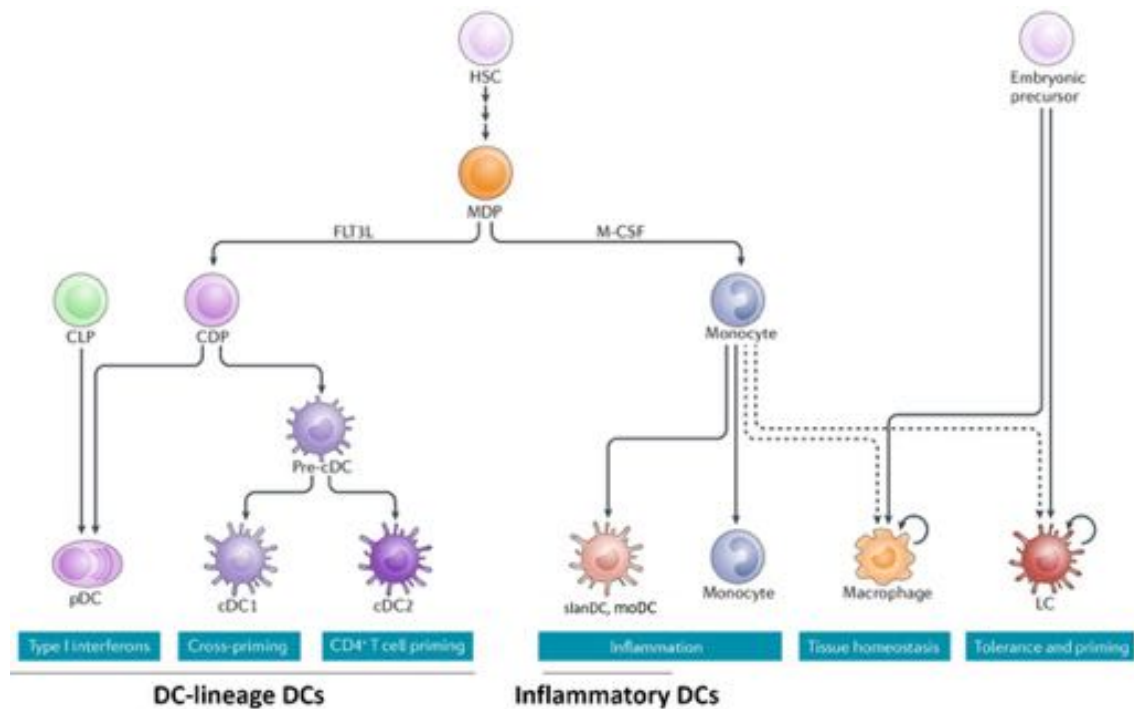 HSC
Embryonic
precursor
MDP
FLT3L
M-CSF
CLP
CDP
Monocyte
Pre-cDC
pDC
cDC1
cDC2
slanDC, moDC
Monocyte
Macrophage
LC
Type I interferons
Cross-priming
CD4⁺ T cell priming
Inflammation
Tissue homeostasis
Tolerance and priming
DC-lineage DCs
Inflammatory DCs